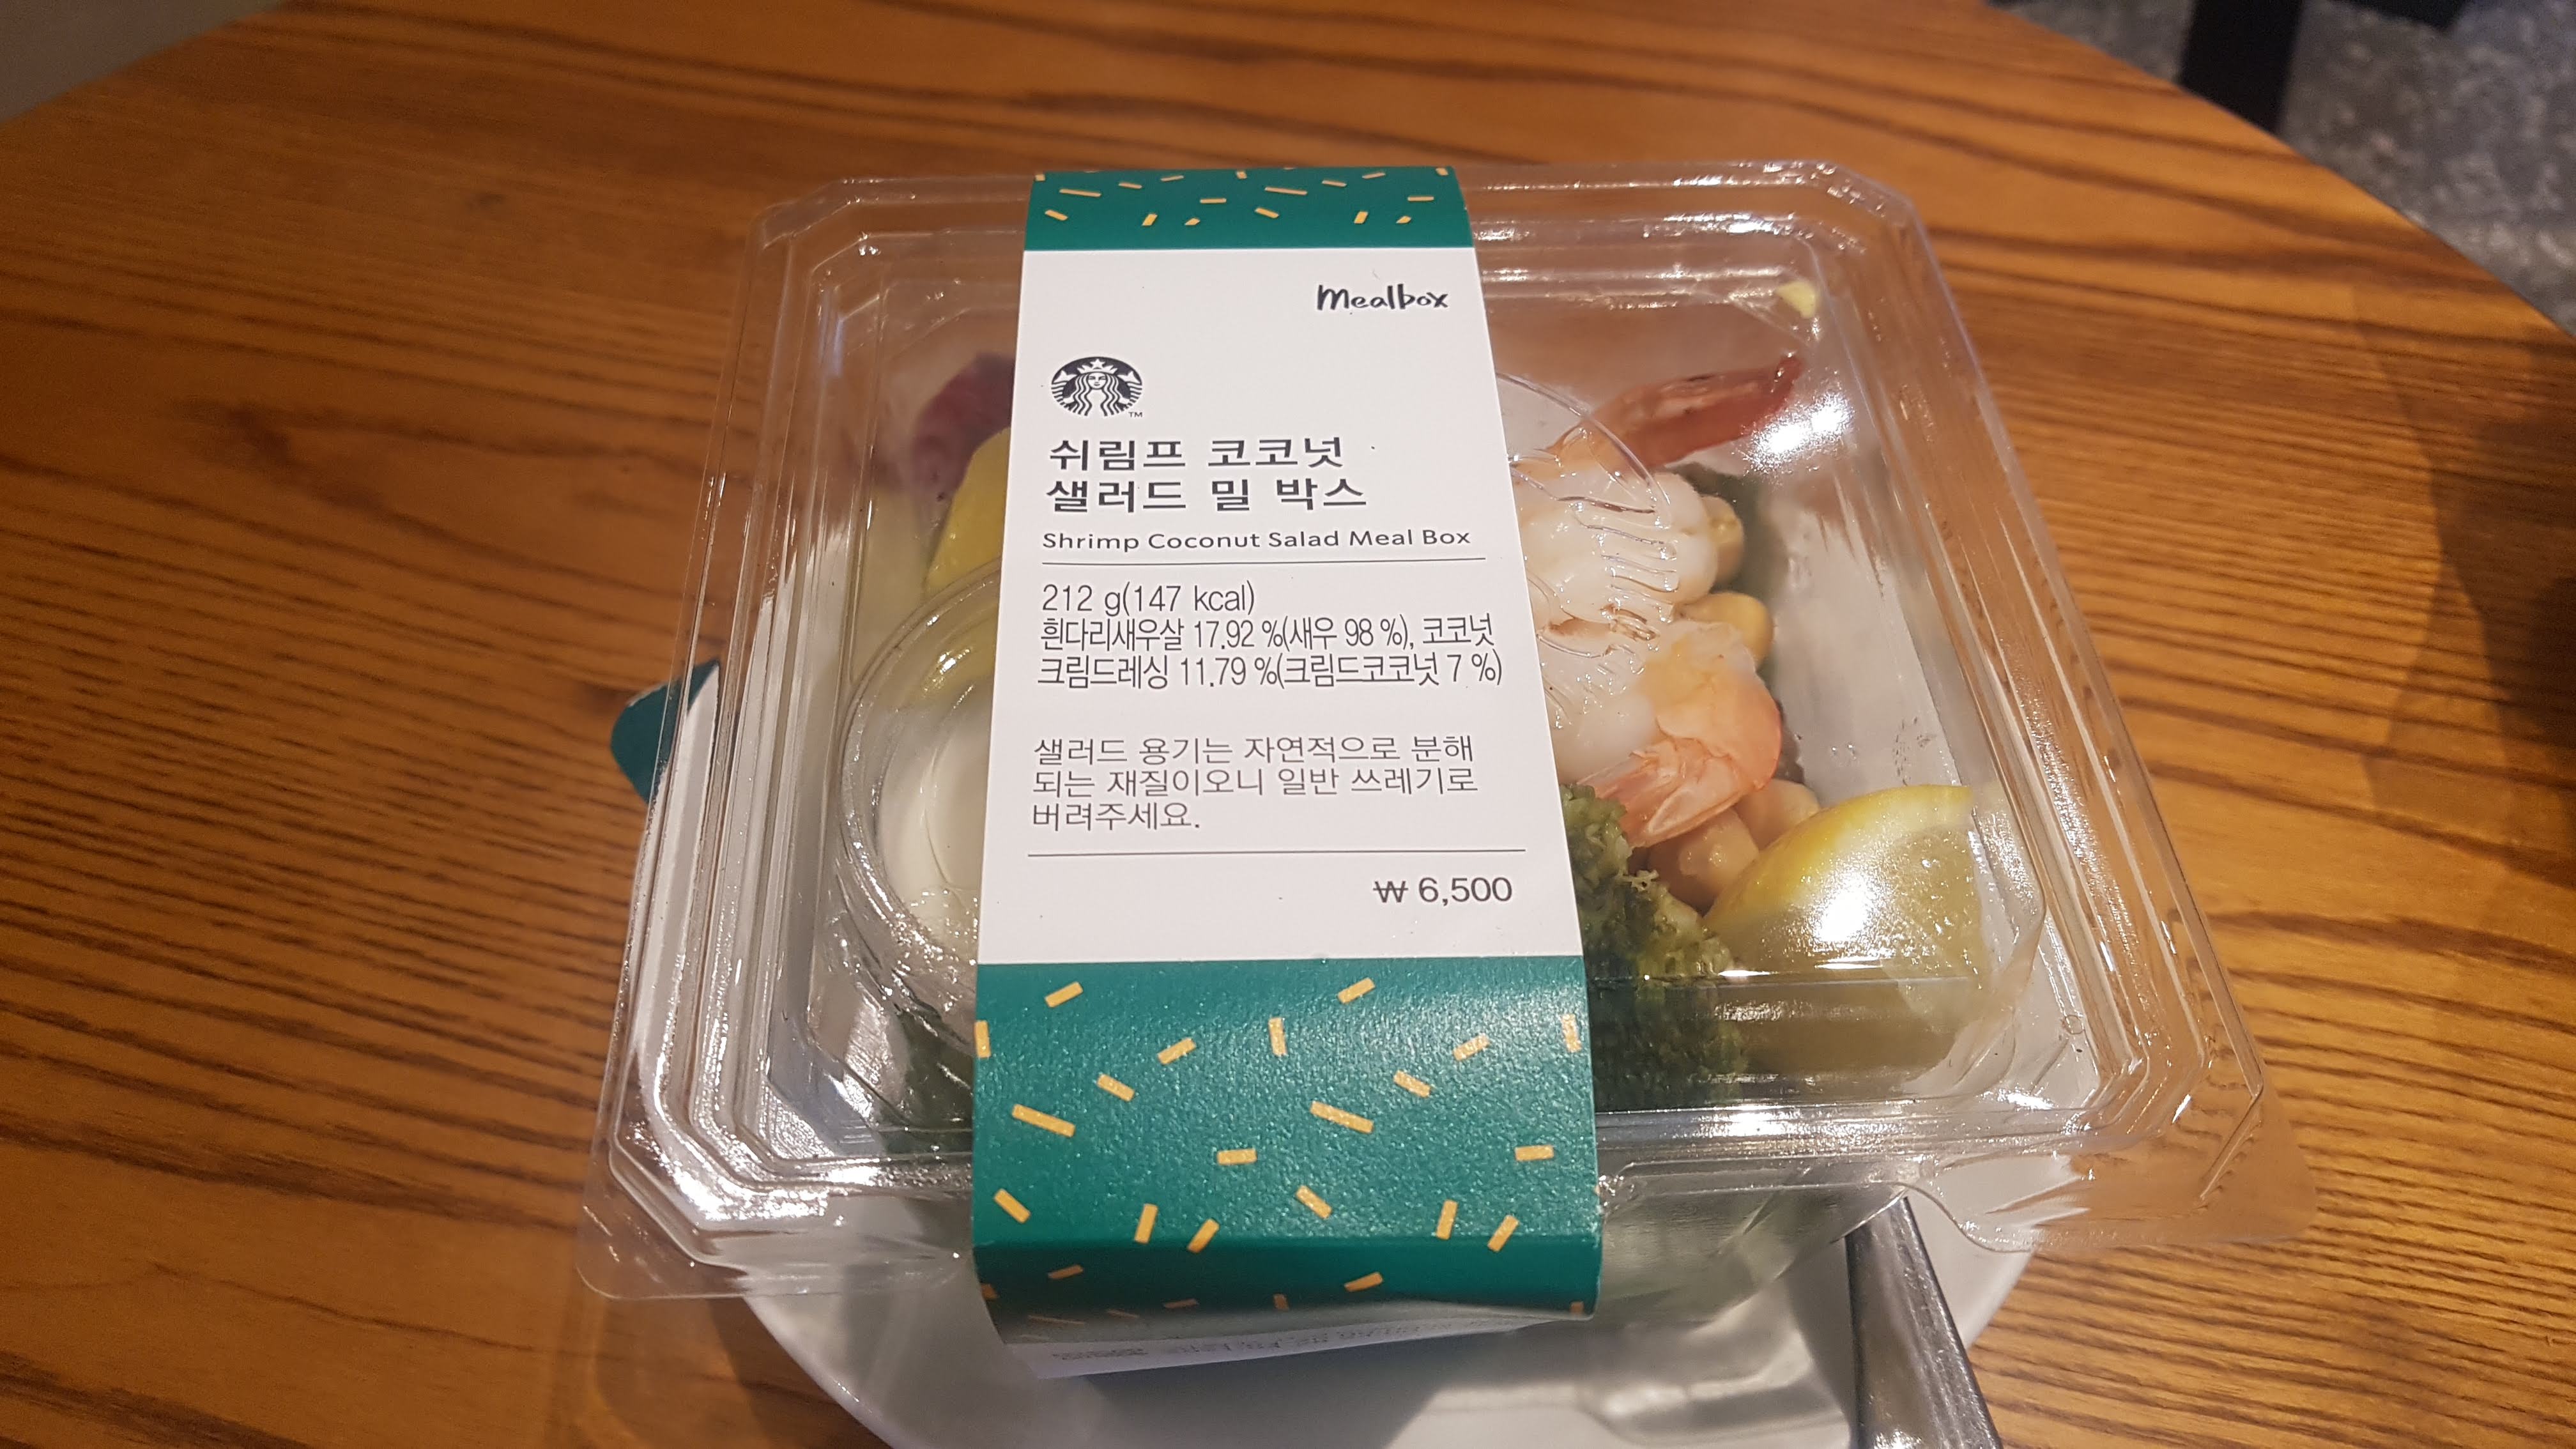 Mealbox
TM
쉬림프 코코넛
샐러드 밀 박스
Shrimp Coconut Salad Meal Box
212 g(147 kcal)
흰다리새우살 17.92 %(새우 98 %), 코코넛
크림드레싱 11.79 %(크림드코코넛 7 %)
샐러드 용기는 자연적으로 분해
되는 재질이오니 일반 쓰레기로
버려주세요.
₩ 6,500